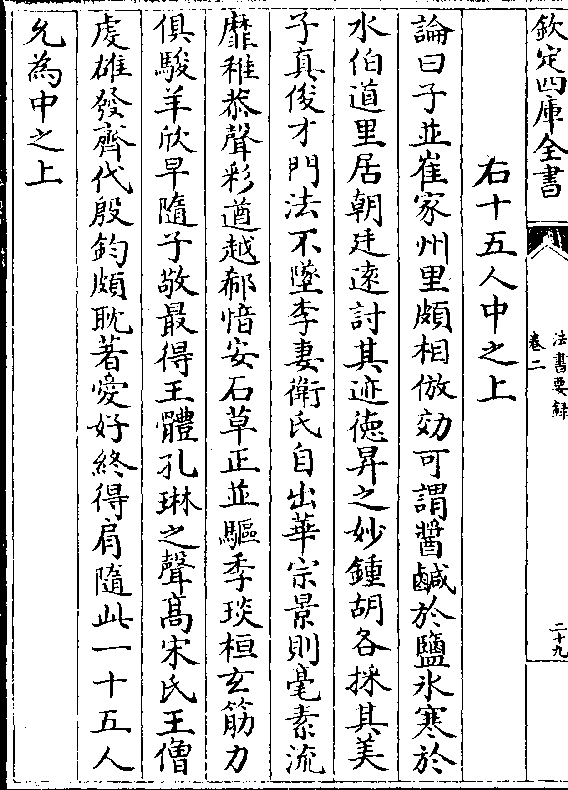 欽定四庫全書
法書要録
卷二
二十九
右十五人中之上
論曰子並崔家州里頗相倣効可謂醬鹹於鹽氷寒於
水伯道里居朝廷逺討其迹徳昇之妙鍾胡各採其美
子真俊才門法不墜李妻衛氏自出華宗景則毫素流
靡稚恭聲彩遒越郗愔安石草正並驅季琰桓玄筋力
俱駿羊欣早隨子敬最得王體孔琳之聲髙宋氏王僧
䖍雄發齊代殷鈞頗耽著愛好終得肩隨此一十五人
允為中之上